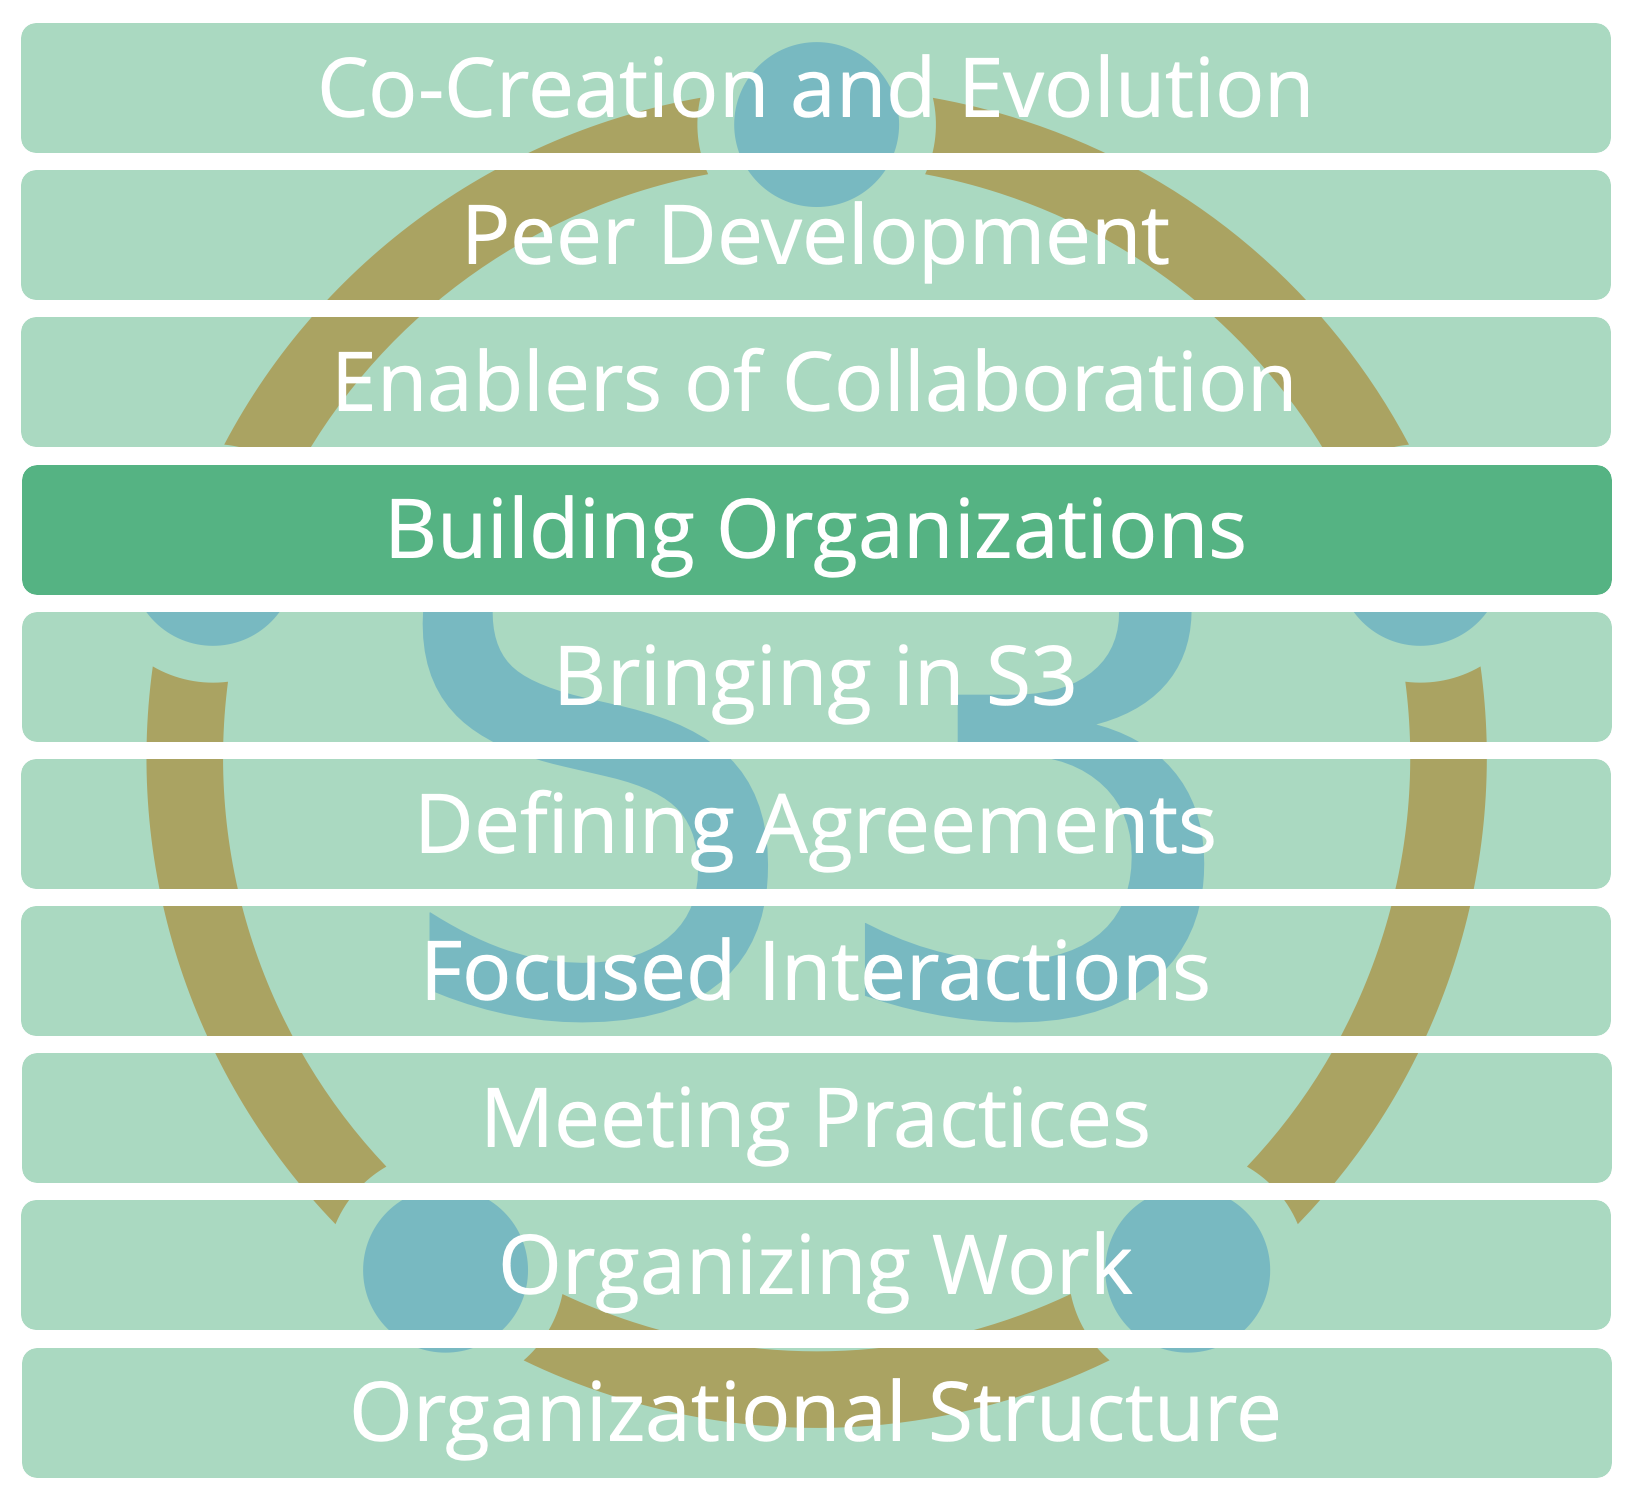 Co-Creation and Evolution
Peer Development
Enablers of Collaboration
Building Organizations
Bringing in S3
Defining Agreements
Focused Interactions
Meeting Practices
Organizing Work
Organizational Structure
S3